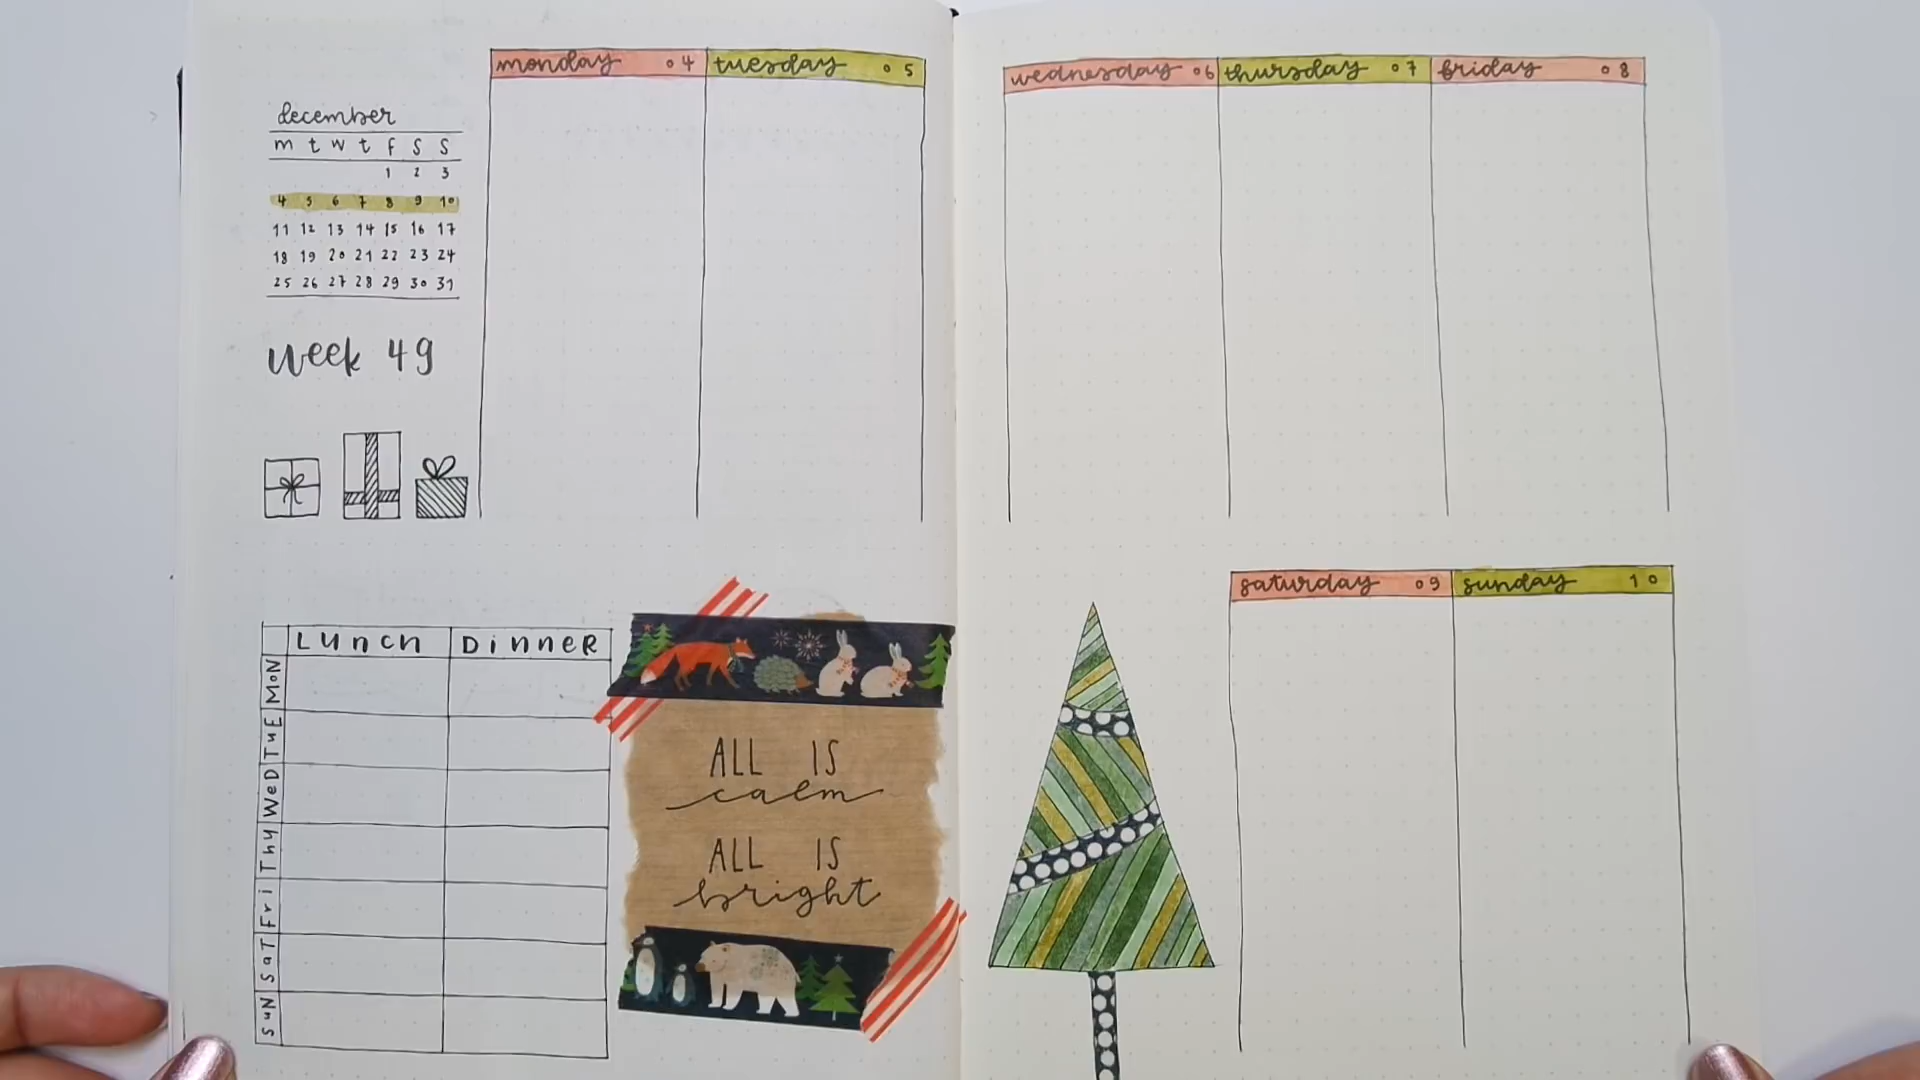 december
m t w t f s s
1 2 3
4 5 6 7 8 9 10
11 12 13 14 15 16 17
18 19 20 21 22 23 24
25 26 27 28 29 30 31
week 49
monday 04
tuesday 05
Lunch Dinner
MON
TUE
WED
Thu
Fri
SaT
SuN
ALL IS
calm
ALL IS
bright
wednesday 06
thursday 07
friday 08
saturday 09
sunday 10